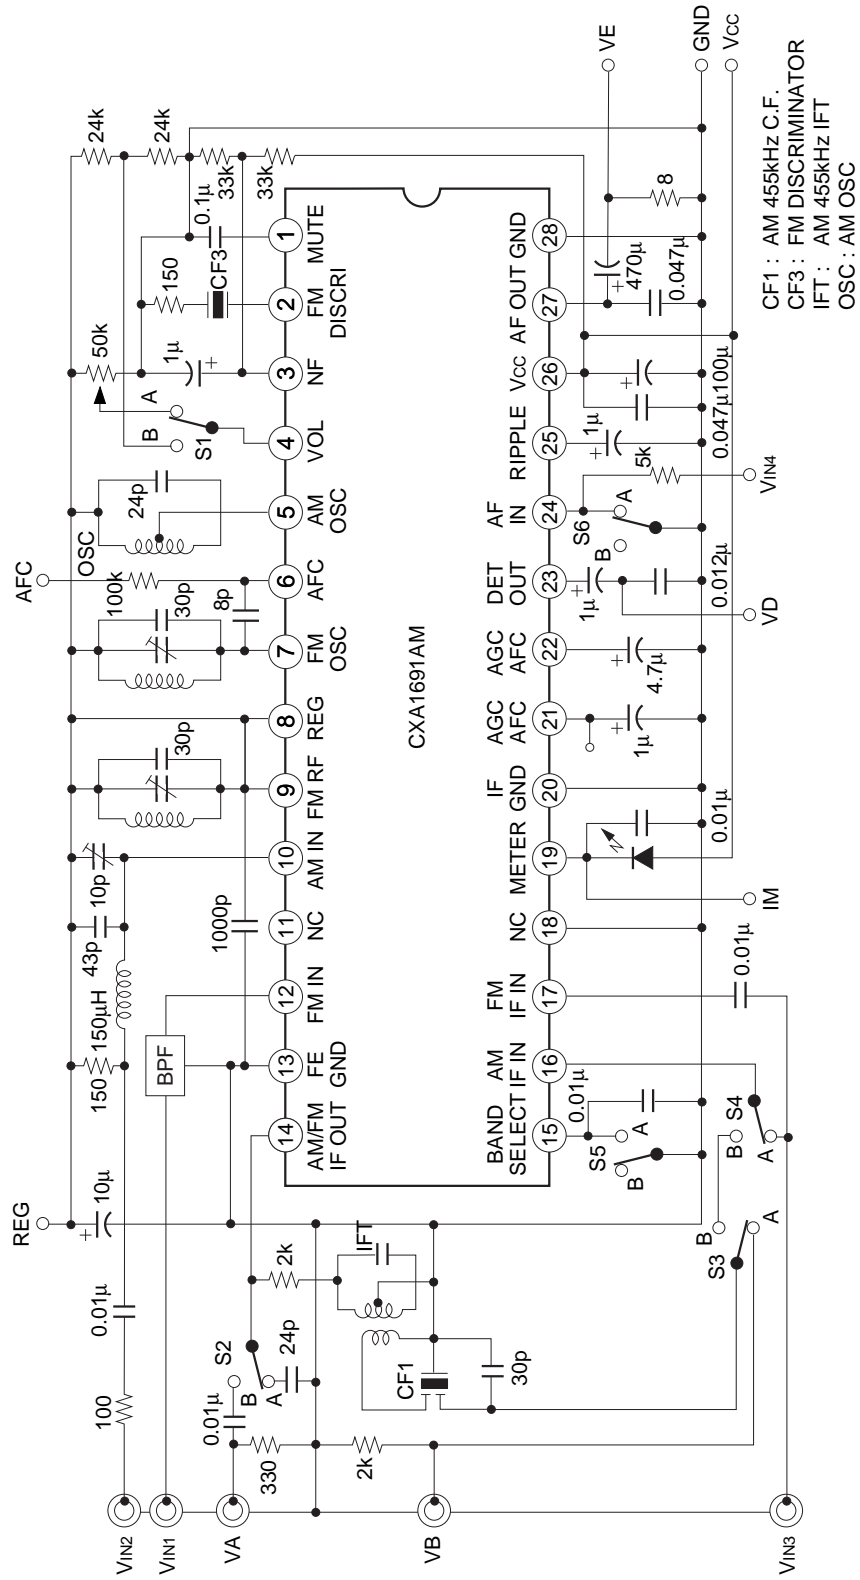 REG
AFC
10μ
150
150μH
43p
10p
30p
30p
24p
OSC
100k
8p
50k
1μ
150
CF3
0.1μ
24k
24k
33k
33k
B
A
S1
0.01μ
100
BPF
1000p
VIN2
VIN1
VA
VB
VIN3
0.01μ
S2
B
A
24p
330
2k
2k
IFT
CF1
30p
14
AM/FM
IF OUT
13
FE
GND
12
FM IN
11
NC
10
AM IN
9
FM RF
8
REG
7
FM
OSC
6
AFC
5
AM
OSC
4
VOL
3
NF
2
FM
DISCRI
1
MUTE
CXA1691AM
15
BAND
SELECT
16
AM
IF IN
17
FM
IF IN
18
NC
19
METER
20
IF
GND
21
AGC
AFC
22
AGC
AFC
23
DET
OUT
24
AF
IN
25
RIPPLE
26
VCC
27
AF OUT
28
GND
S3
B
A
S4
B
A
S5
B
A
0.01μ
0.01μ
IM
0.01μ
1μ
4.7μ
1μ
VD
0.012μ
S6
B
A
5k
VIN4
1μ
0.047μ
100μ
470μ
0.047μ
8
VE
GND
VCC
CF1 : AM 455kHz C.F.
CF3 : FM DISCRIMINATOR
IFT : AM 455kHz IFT
OSC : AM OSC